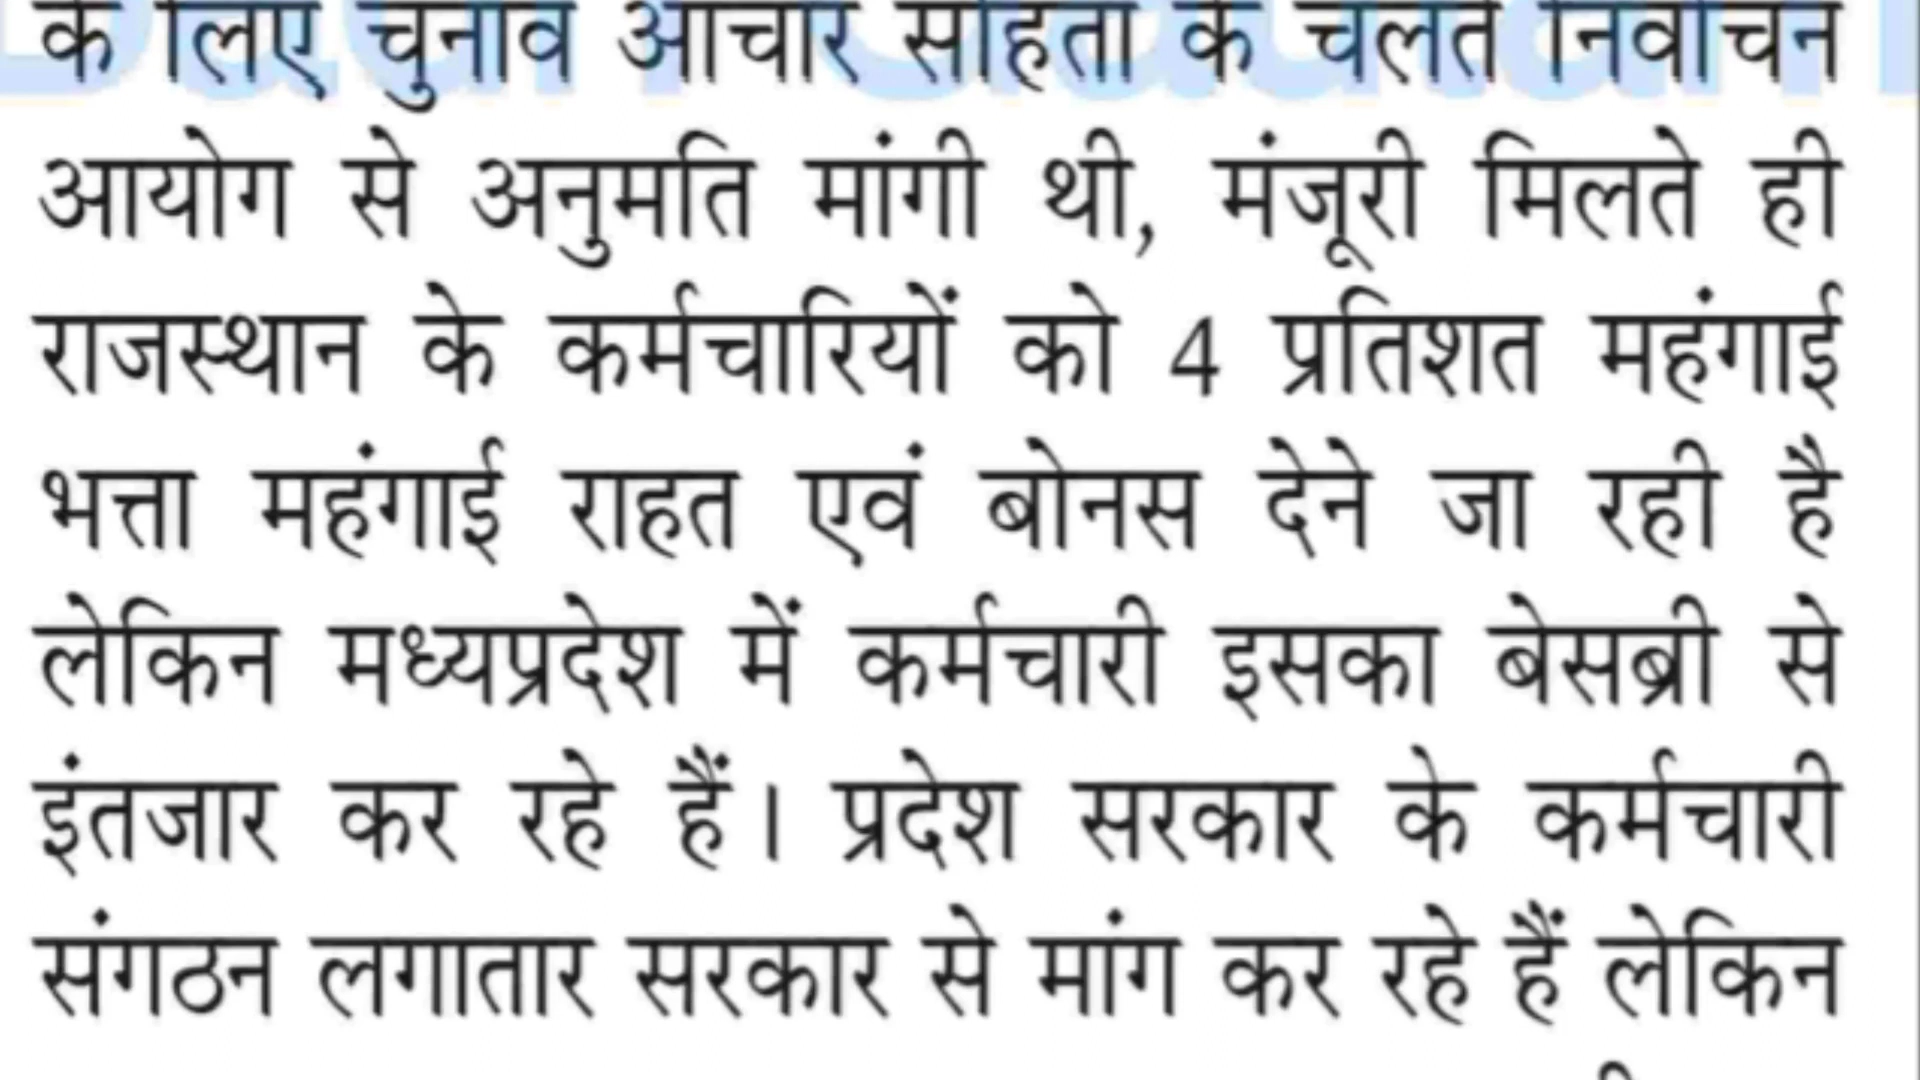 के लिए चुनाव आचार संहिता के चलते निर्वाचन
आयोग से अनुमति मांगी थी, मंजूरी मिलते ही
राजस्थान के कर्मचारियों को 4 प्रतिशत महंगाई
भत्ता महंगाई राहत एवं बोनस देने जा रही है
लेकिन मध्यप्रदेश में कर्मचारी इसका बेसब्री से
इंतजार कर रहे हैं। प्रदेश सरकार के कर्मचारी
संगठन लगातार सरकार से मांग कर रहे हैं लेकिन